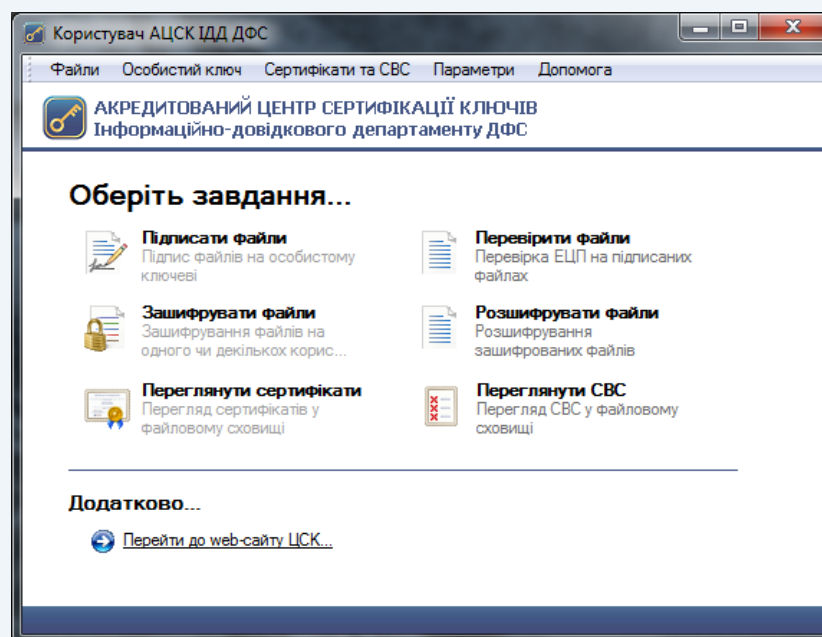 Користувач АЦСК ІДД ДФС
Файли Особистий ключ Сертифікати та СВС Параметри Допомога
АКРЕДИТОВАНИЙ ЦЕНТР СЕРТИФІКАЦІЇ КЛЮЧІВ
Інформаційно-довідкового департаменту ДФС
Оберіть завдання...
Підписати файли
Підпис файлів на особистому
ключеві
Перевірити файли
Перевірка ЕЦП на підписаних
файлах
Зашифрувати файли
Зашифрування файлів на
одного чи декількох корис...
Розшифрувати файли
Розшифрування
зашифрованих файлів
Переглянути сертифікати
Перегляд сертифікатів у
файловому сховищі
Переглянути СВС
Перегляд СВС у файловому
сховищі
Додатково...
Перейти до web-сайту ЦСК...